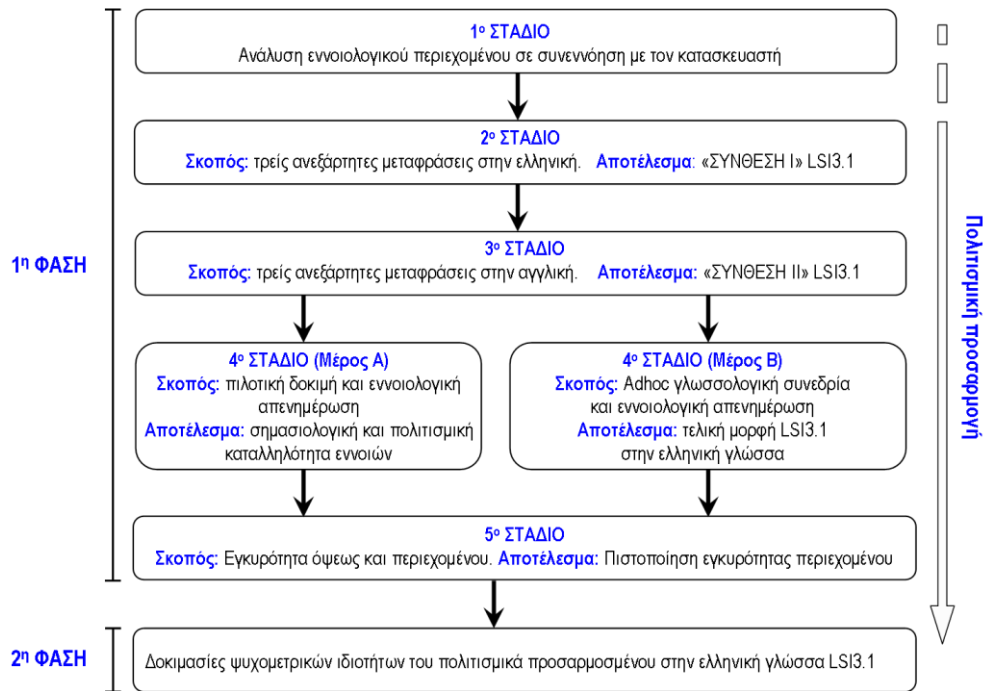 1ο ΣΤΑΔΙΟ
Ανάλυση εννοιολογικού περιεχομένου σε συνεννόηση με τον κατασκευαστή
2ο ΣΤΑΔΙΟ
Σκοπός: τρείς ανεξάρτητες μεταφράσεις στην ελληνική. Αποτέλεσμα: «ΣΥΝΘΕΣΗ Ι» LSI3.1
3ο ΣΤΑΔΙΟ
Σκοπός: τρείς ανεξάρτητες μεταφράσεις στην αγγλική. Αποτέλεσμα: «ΣΥΝΘΕΣΗ ΙΙ» LSI3.1
1η ΦΑΣΗ
4ο ΣΤΑΔΙΟ (Μέρος Α)
Σκοπός: πιλοτική δοκιμή και εννοιολογική
απενημέρωση
Αποτέλεσμα: σημασιολογική και πολιτισμική
καταλληλότητα εννοιών
4ο ΣΤΑΔΙΟ (Μέρος Β)
Σκοπός: Adhoc γλωσσολογική συνεδρία
και εννοιολογική απενημέρωση
Αποτέλεσμα: τελική μορφή LSI3.1
στην ελληνική γλώσσα
5ο ΣΤΑΔΙΟ
Σκοπός: Εγκυρότητα όψεως και περιεχομένου. Αποτέλεσμα: Πιστοποίηση εγκυρότητας περιεχομένου
2η ΦΑΣΗ
Δοκιμασίες ψυχομετρικών ιδιοτήτων του πολιτισμικά προσαρμοσμένου στην ελληνική γλώσσα LSI3.1
Πολιτισμική προσαρμογή